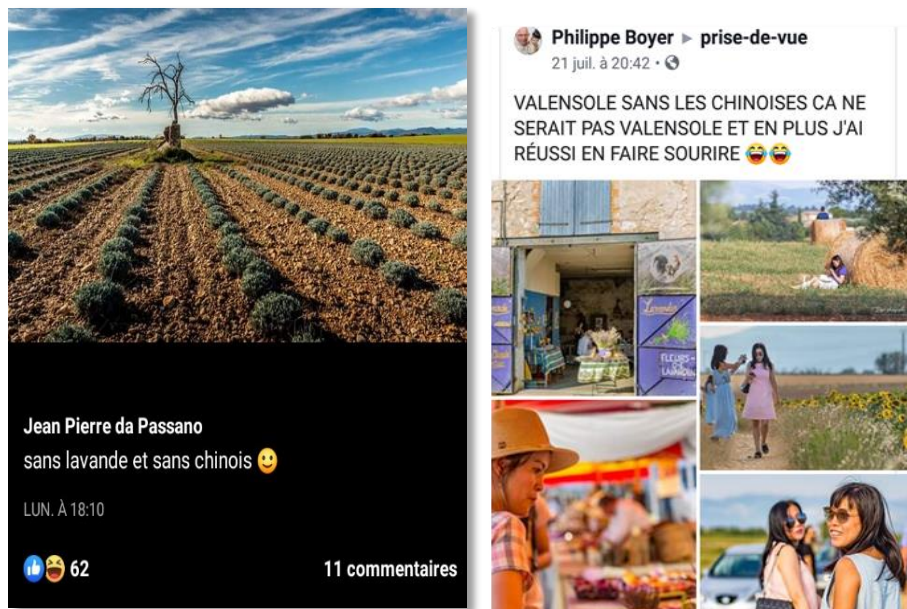 Jean Pierre da Passano
sans lavande et sans chinois 🙂
LUN. À 18:10
62
11 commentaires
Philippe Boyer ▸ prise-de-vue
21 juil. à 20:42 •
VALENSOLE SANS LES CHINOISES CA NE
SERAIT PAS VALENSOLE ET EN PLUS J'AI
RÉUSSI EN FAIRE SOURIRE 😂😂
FLEURS